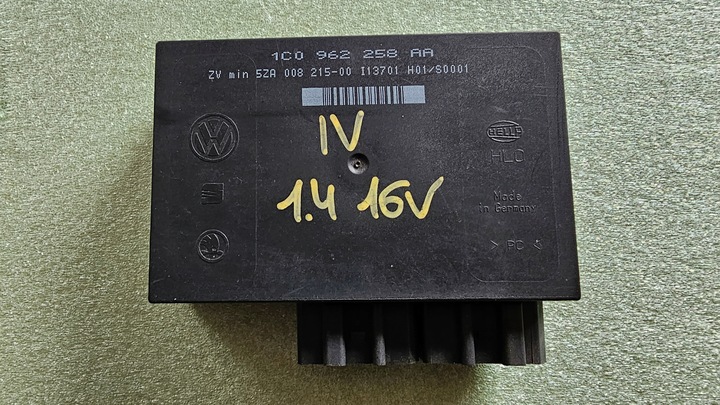 1C0 962 258 AA
ZV min 5ZA 008 215-00 I13701 H01/S0001
IV
1.4 16V
HELLA
HLO
Made
in Germany
> PC <